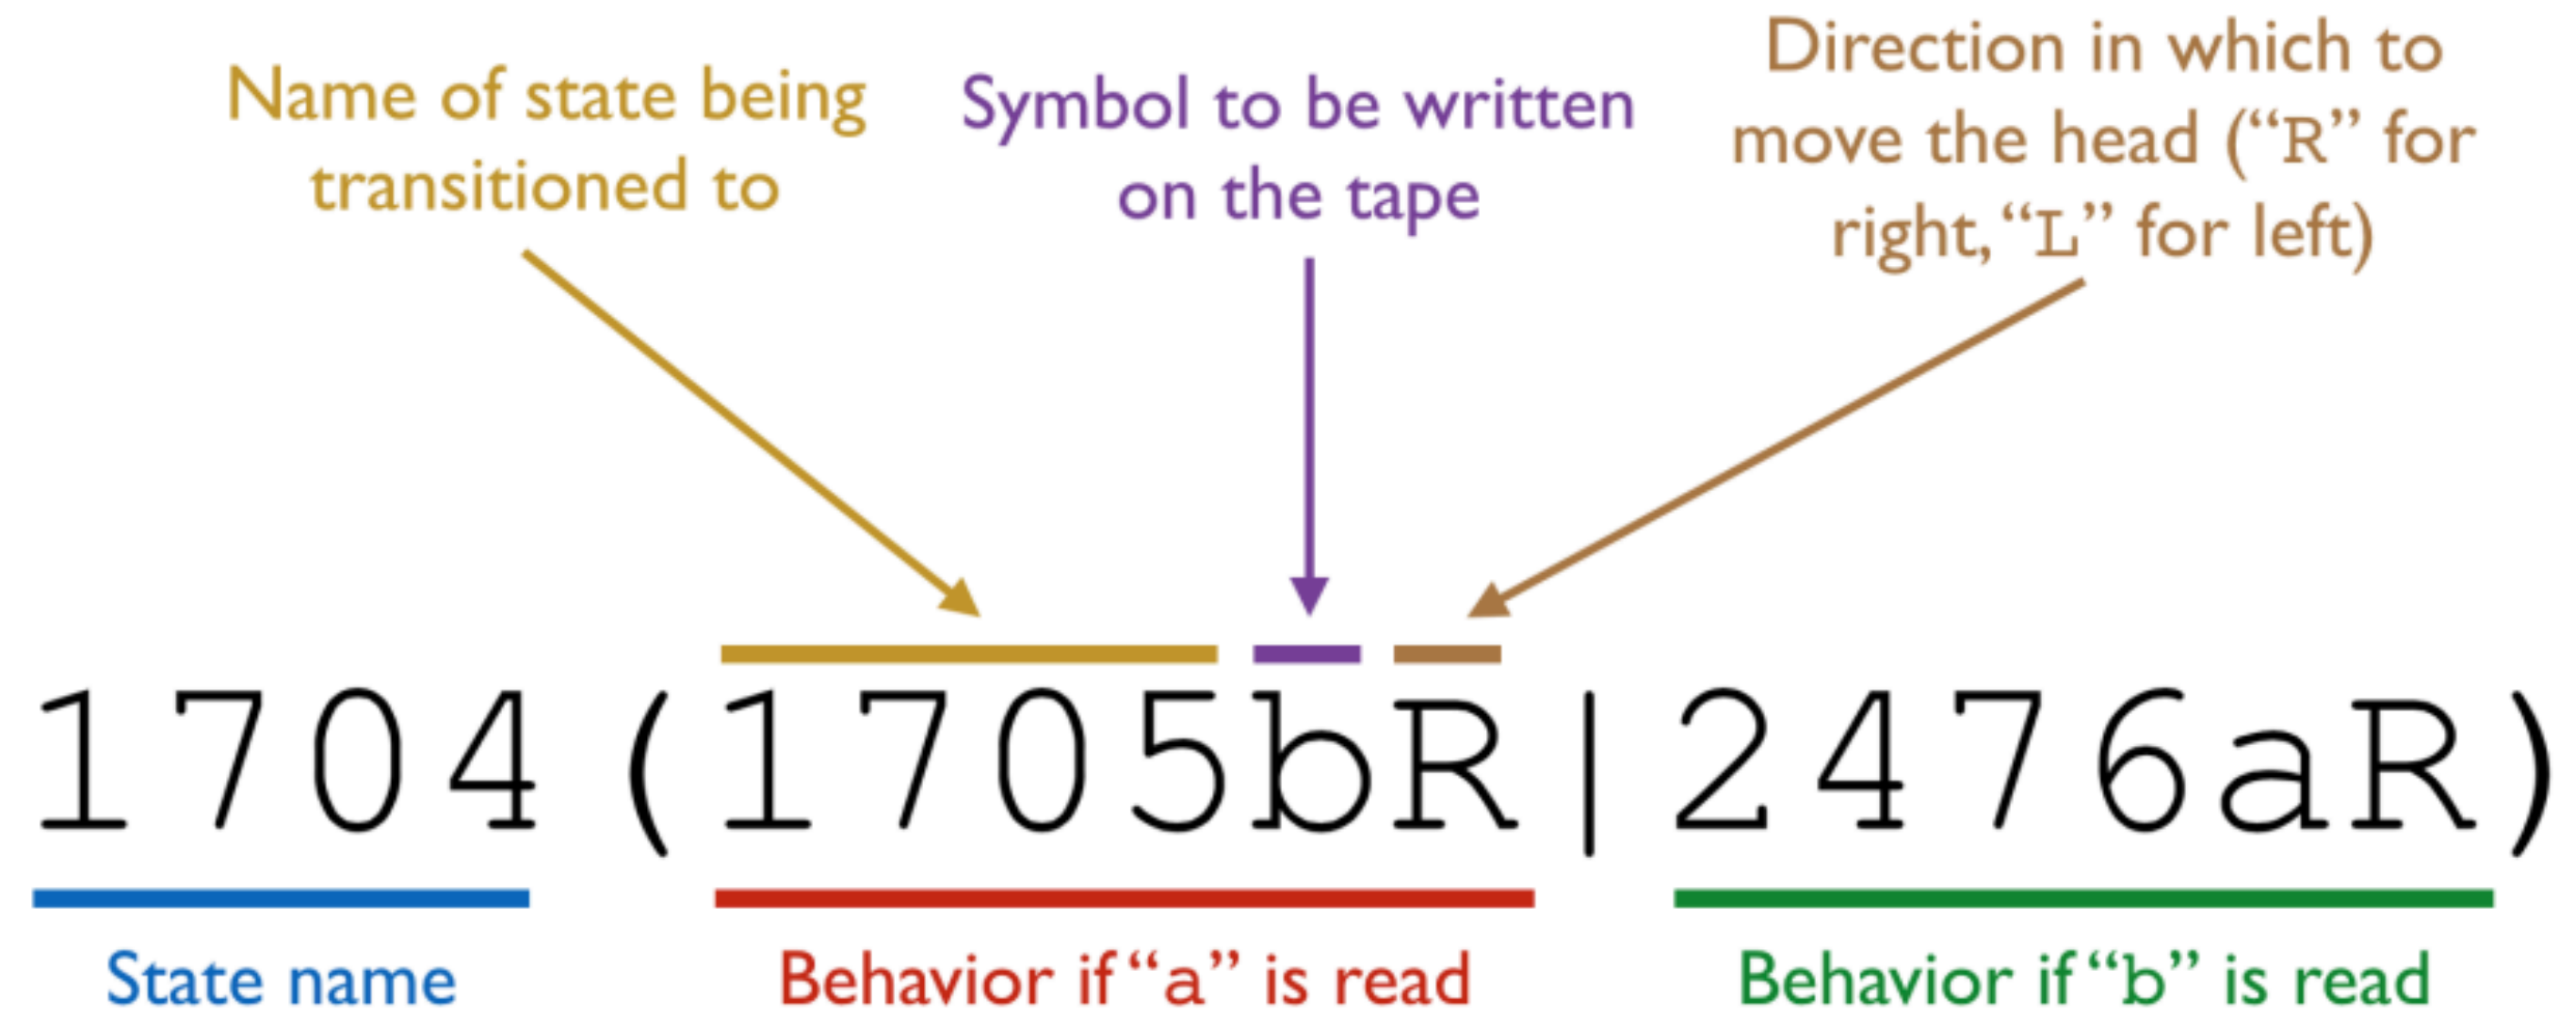 Name of state being
transitioned to
Symbol to be written
on the tape
Direction in which to
move the head (“R” for
right, “L” for left)
1704(1705bR|2476aR)
State name
Behavior if “a” is read
Behavior if “b” is read